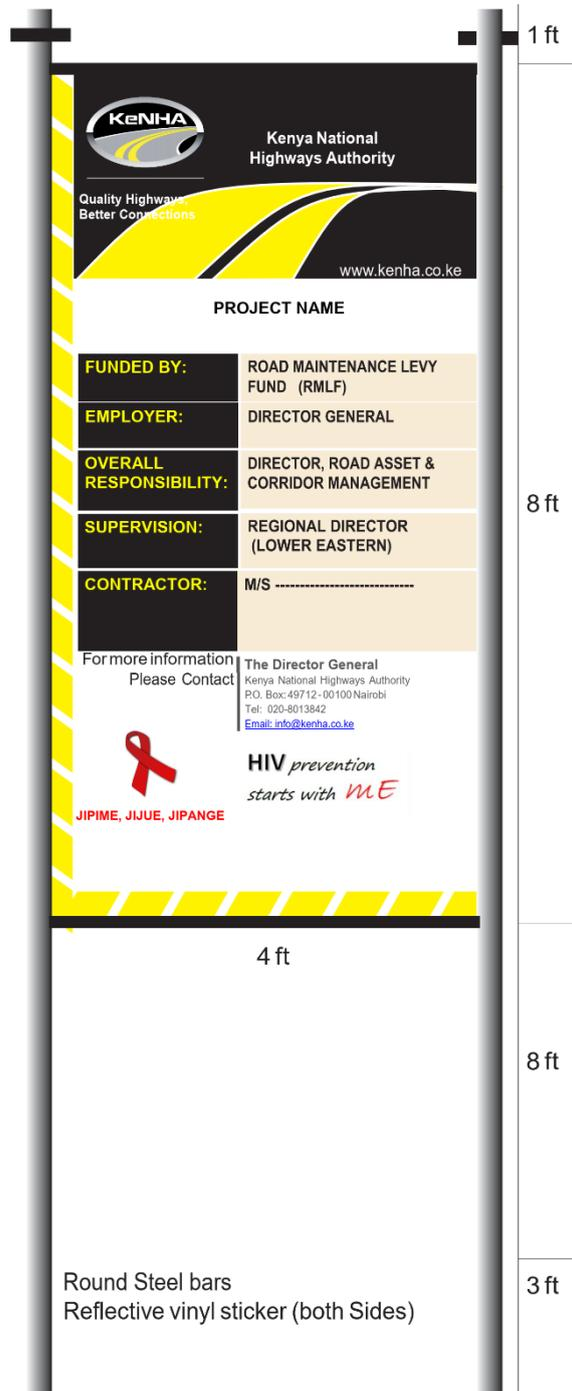 1 ft
KeNHA
Kenya National
Highways Authority
Quality Highways,
Better Connections
www.kenha.co.ke
PROJECT NAME
FUNDED BY:
ROAD MAINTENANCE LEVY
FUND (RMLF)
EMPLOYER:
DIRECTOR GENERAL
OVERALL
RESPONSIBILITY:
DIRECTOR, ROAD ASSET &
CORRIDOR MANAGEMENT
8 ft
SUPERVISION:
REGIONAL DIRECTOR
(LOWER EASTERN)
CONTRACTOR:
M/S ----------------------------
For more information
Please Contact
The Director General
Kenya National Highways Authority
P.O. Box: 49712 - 00100 Nairobi
Tel: 020-8013842
Email: info@kenha.co.ke
HIV prevention
starts with mE
JIPIME, JIJUE, JIPANGE
4 ft
8 ft
Round Steel bars
Reflective vinyl sticker (both Sides)
3 ft